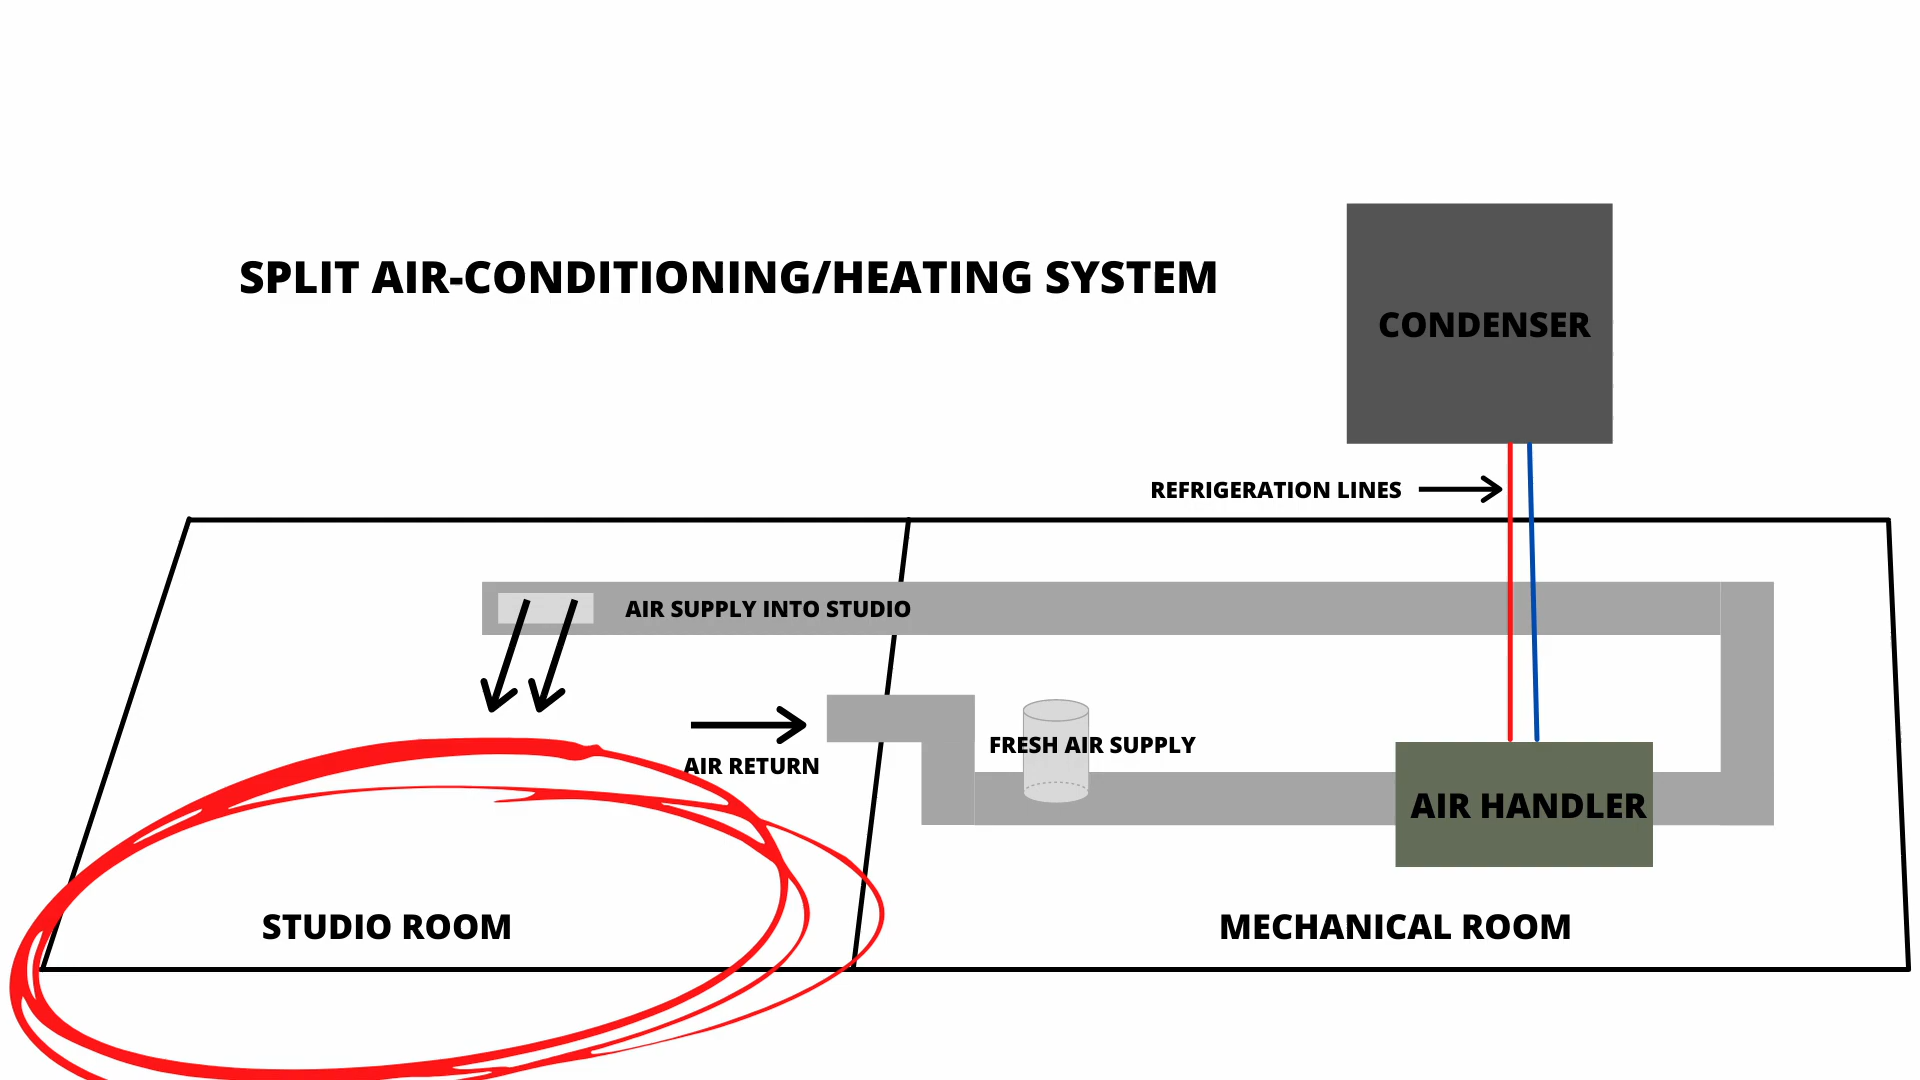 SPLIT AIR-CONDITIONING/HEATING SYSTEM
CONDENSER
REFRIGERATION LINES
AIR SUPPLY INTO STUDIO
FRESH AIR SUPPLY
AIR RETURN
AIR HANDLER
STUDIO ROOM
MECHANICAL ROOM